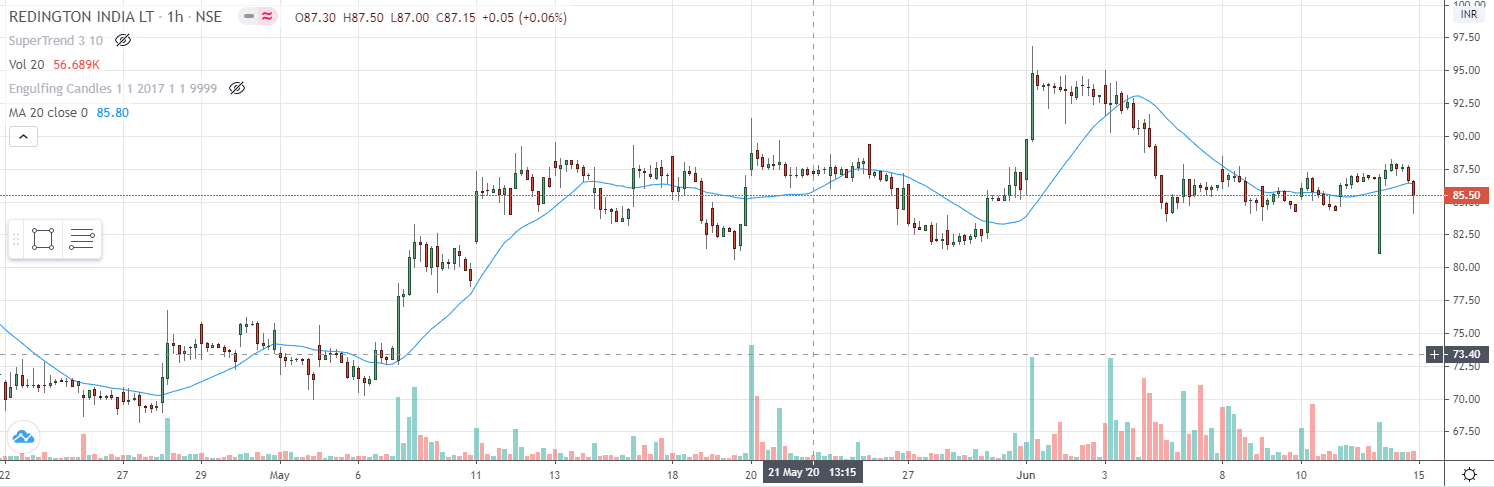 REDINGTON INDIA LT · 1h · NSE O87.30 H87.50 L87.00 C87.15 +0.05 (+0.06%)
SuperTrend 3 10
Vol 20 56.689K
Engulfing Candles 1 1 2017 1 1 9999
MA 20 close 0 85.80
100.00
INR
97.50
95.00
92.50
90.00
87.50
85.50
85.00
82.50
80.00
77.50
75.00
73.40
72.50
70.00
67.50
22 27 29 May 6 11 13 18 20 21 May '20 13:15 27 Jun 3 8 10 15